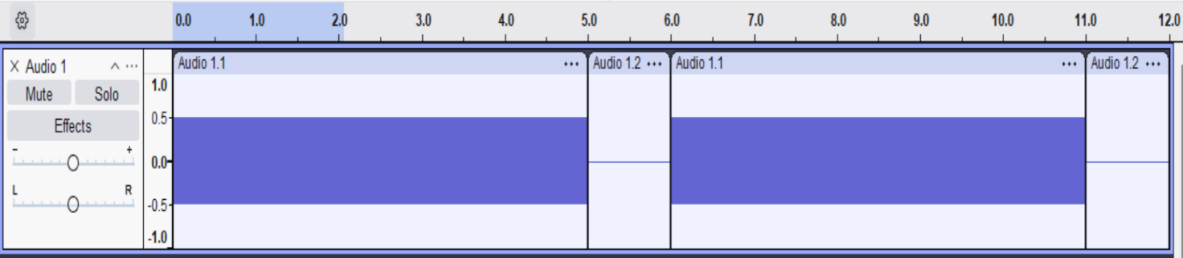 0.0 1.0 2.0 3.0 4.0 5.0 6.0 7.0 8.0 9.0 10.0 11.0 12.0
X Audio 1 ...
Audio 1.1 ... Audio 1.2 ... Audio 1.1 ... Audio 1.2 ...
Mute Solo
Effects
- +
L R
1.0
0.5
0.0
-0.5
-1.0